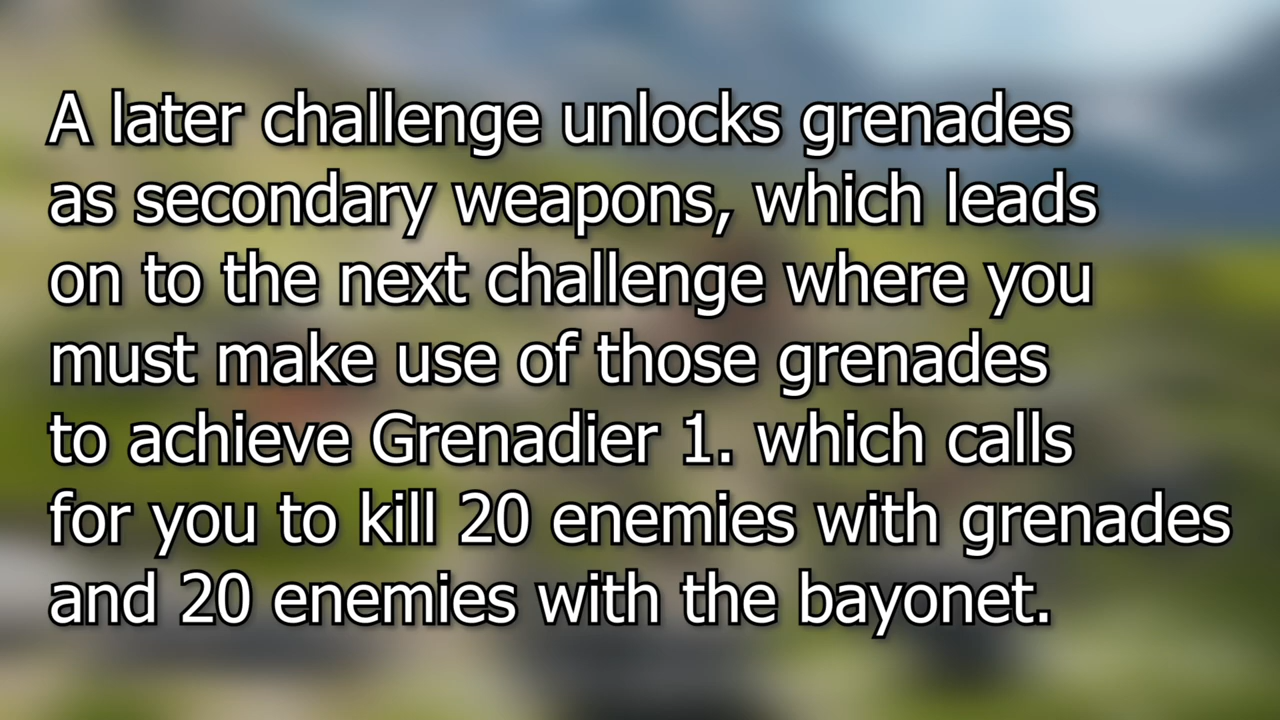 A later challenge unlocks grenades
as secondary weapons, which leads
on to the next challenge where you
must make use of those grenades
to achieve Grenadier 1. which calls
for you to kill 20 enemies with grenades
and 20 enemies with the bayonet.